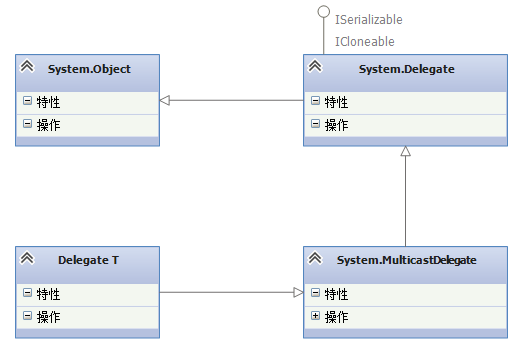 ISerializable
ICloneable
System.Object
特性
操作
System.Delegate
特性
操作
Delegate T
特性
操作
System.MulticastDelegate
特性
操作